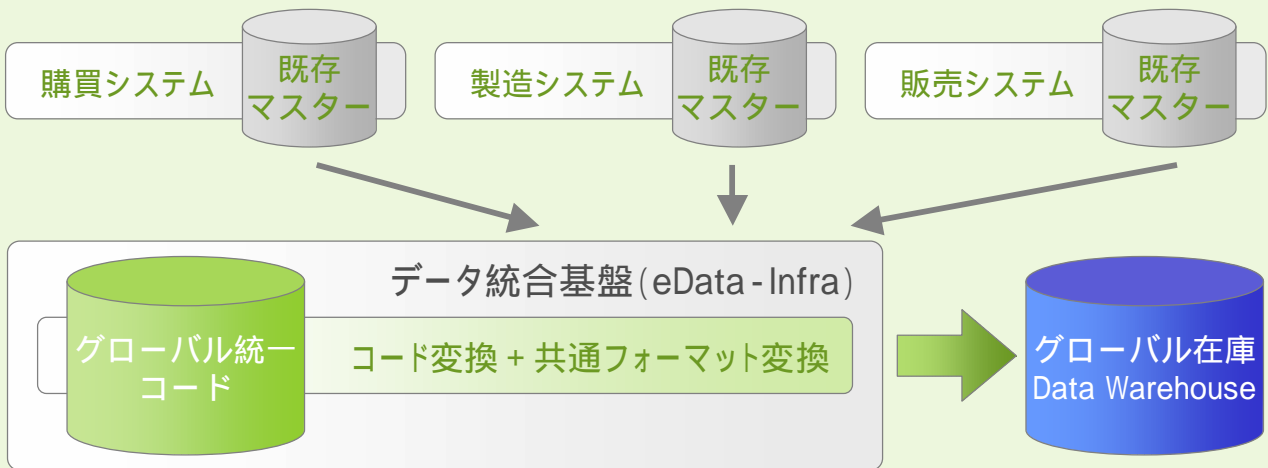 購買システム
既存
マスター
製造システム
既存
マスター
販売システム
既存
マスター
データ統合基盤(eData-Infra)
グローバル統一
コード
コード変換+共通フォーマット変換
グローバル在庫
Data Warehouse